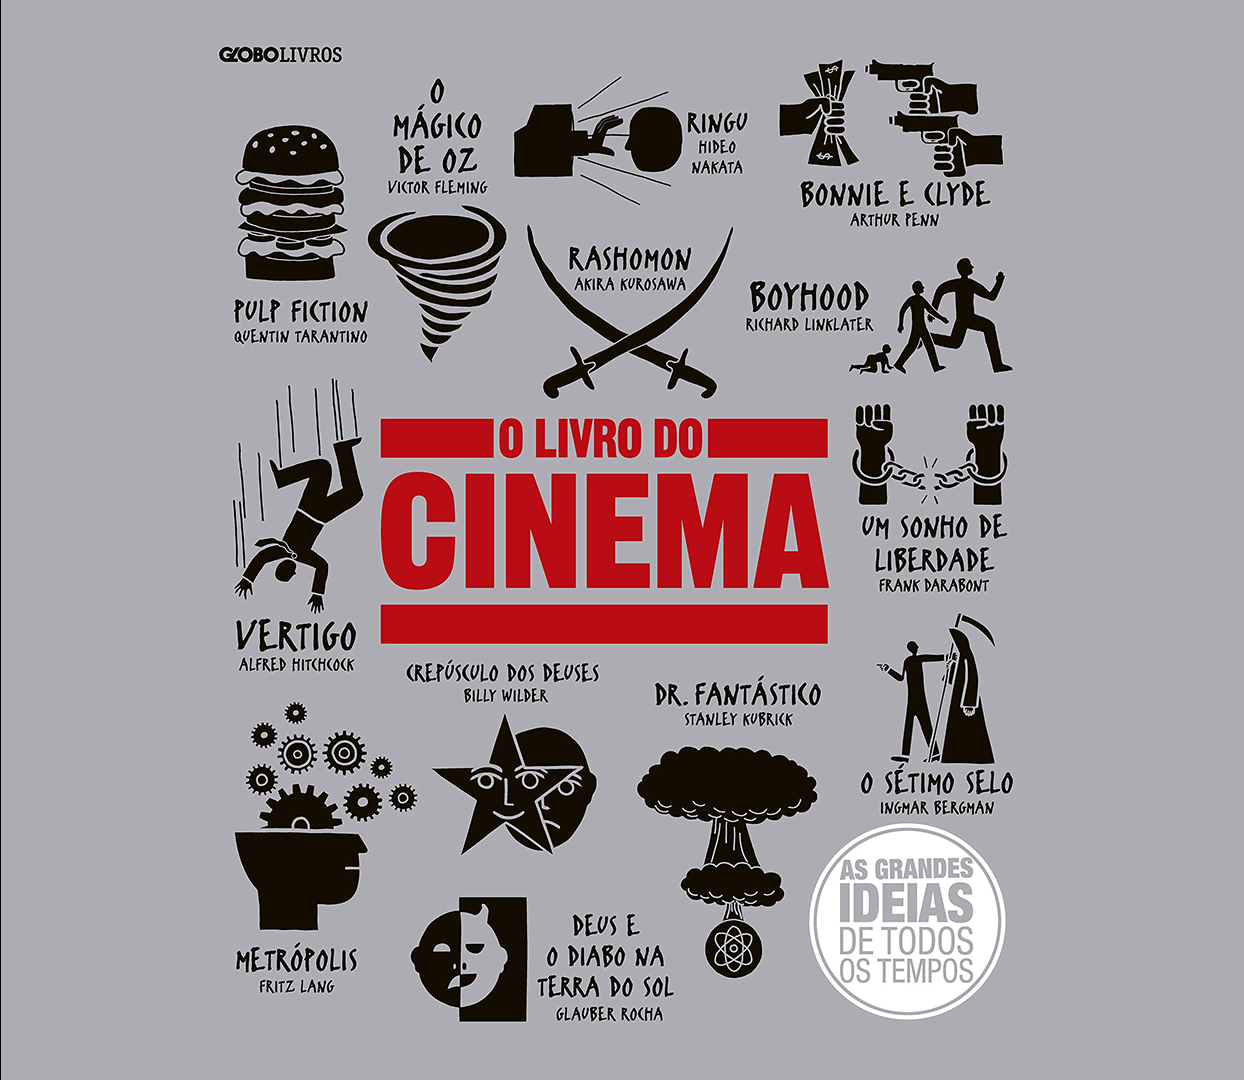 GLOBOLIVROS
O
MÁGICO
DE OZ
VICTOR FLEMING
RINGU
HIDEO
NAKATA
BONNIE E CLYDE
ARTHUR PENN
PULP FICTION
QUENTIN TARANTINO
RASHOMON
AKIRA KUROSAWA
BOYHOOD
RICHARD LINKLATER
O LIVRO DO
CINEMA
UM SONHO DE
LIBERDADE
FRANK DARABONT
VERTIGO
ALFRED HITCHCOCK
CREPÚSCULO DOS DEUSES
BILLY WILDER
DR. FANTÁSTICO
STANLEY KUBRICK
O SÉTIMO SELO
INGMAR BERGMAN
METRÓPOLIS
FRITZ LANG
DEUS E
O DIABO NA
TERRA DO SOL
GLAUBER ROCHA
AS GRANDES
IDEIAS
DE TODOS
OS TEMPOS